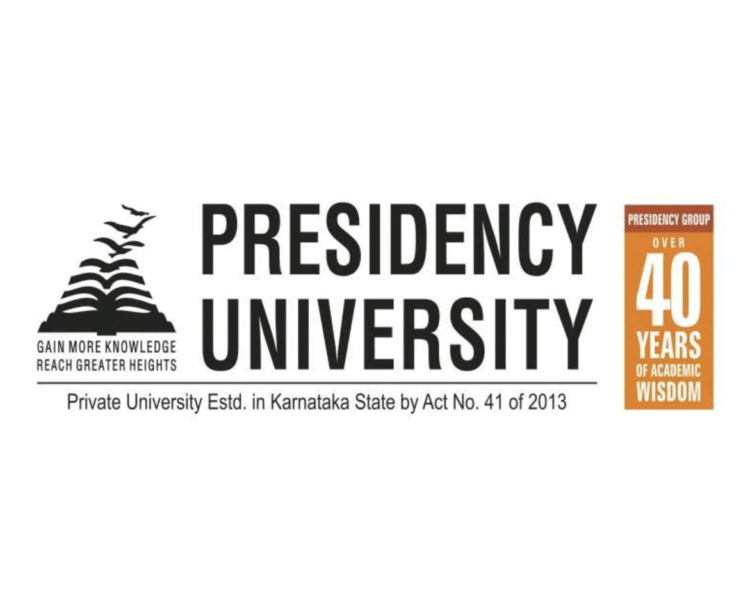 GAIN MORE KNOWLEDGE
REACH GREATER HEIGHTS
PRESIDENCY
UNIVERSITY
Private University Estd. in Karnataka State by Act No. 41 of 2013
PRESIDENCY GROUP
OVER
40
YEARS
OF ACADEMIC
WISDOM